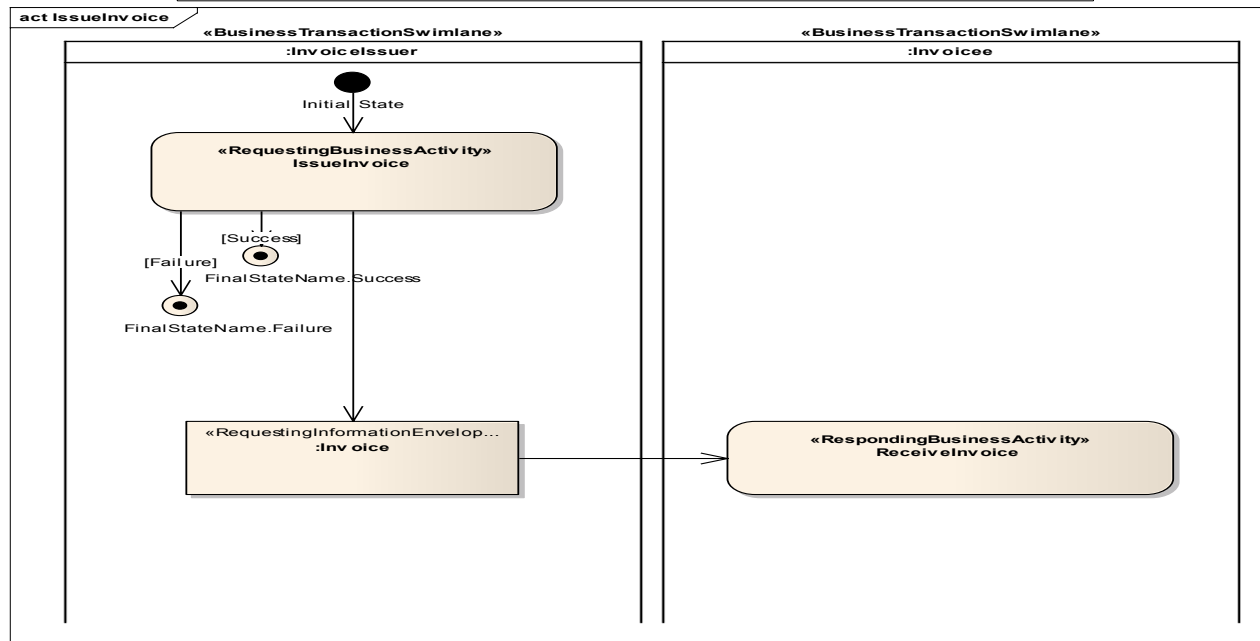 act IssueInvoice
«BusinessTransactionSwimlane»
:InvoiceIssuer
«BusinessTransactionSwimlane»
:Invoicee
Initial State
«RequestingBusinessActivity»
IssueInvoice
[Success]
[Failure]
FinalStateName.Success
FinalStateName.Failure
«RequestingInformationEnvelop...
:Invoice
«RespondingBusinessActivity»
ReceiveInvoice